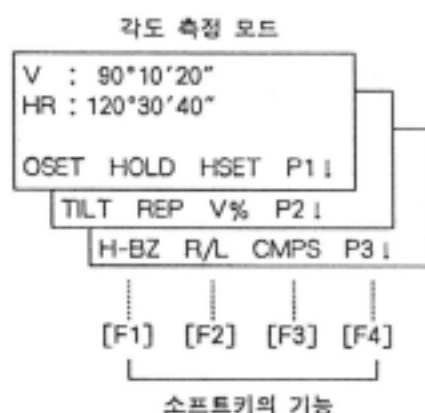 각도 측정 모드
V : 90°10′20″
HR : 120°30′40″
OSET HOLD HSET P1↓
TILT REP V% P2↓
H-BZ R/L CMPS P3↓
[F1] [F2] [F3] [F4]
소프트키의 기능